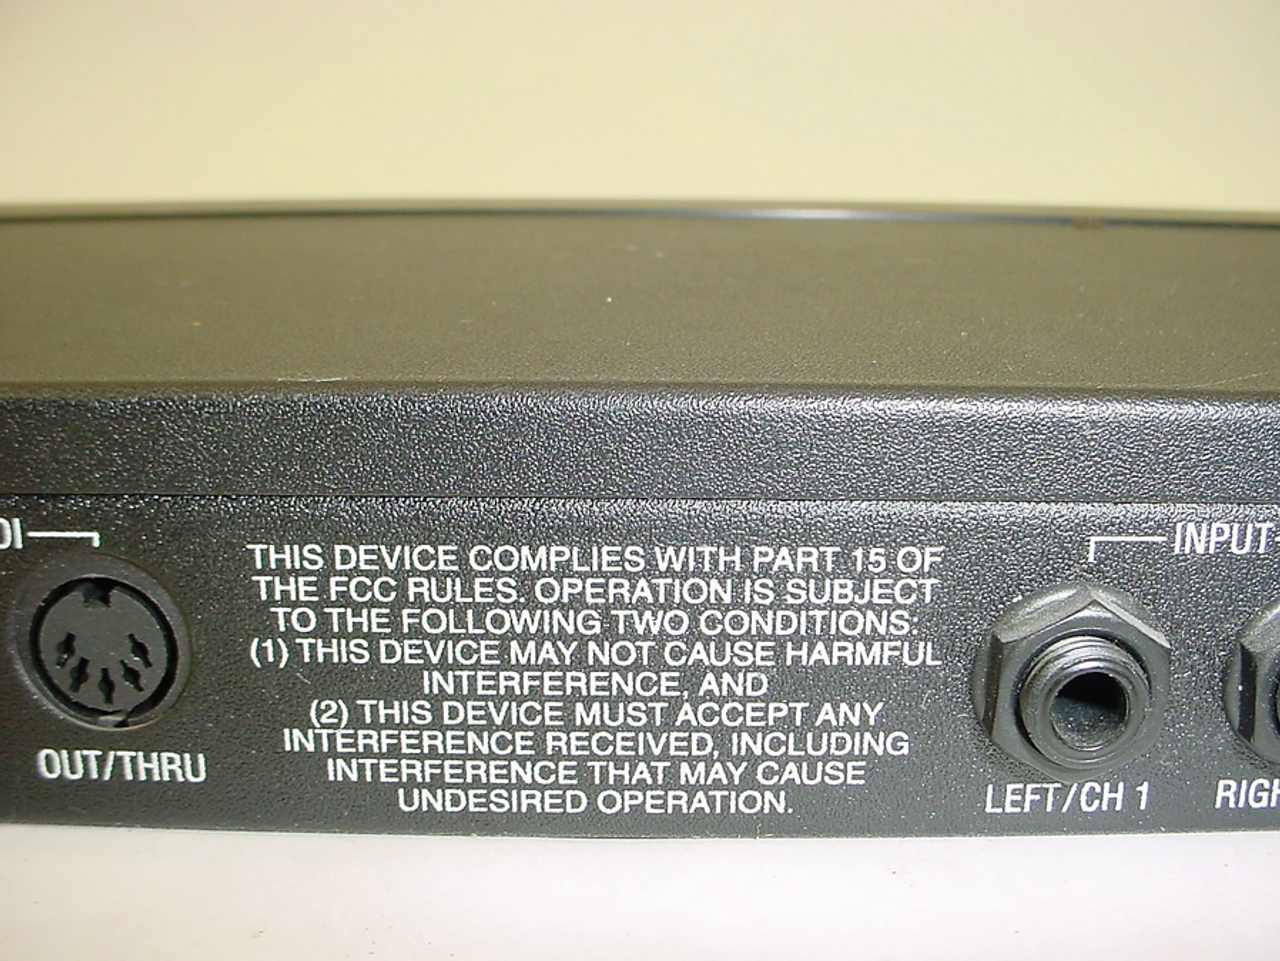 THIS DEVICE COMPLIES WITH PART 15 OF
THE FCC RULES. OPERATION IS SUBJECT
TO THE FOLLOWING TWO CONDITIONS:
(1) THIS DEVICE MAY NOT CAUSE HARMFUL
INTERFERENCE, AND
(2) THIS DEVICE MUST ACCEPT ANY
INTERFERENCE RECEIVED, INCLUDING
INTERFERENCE THAT MAY CAUSE
UNDESIRED OPERATION.
OUT/THRU
INPUT
LEFT/CH 1